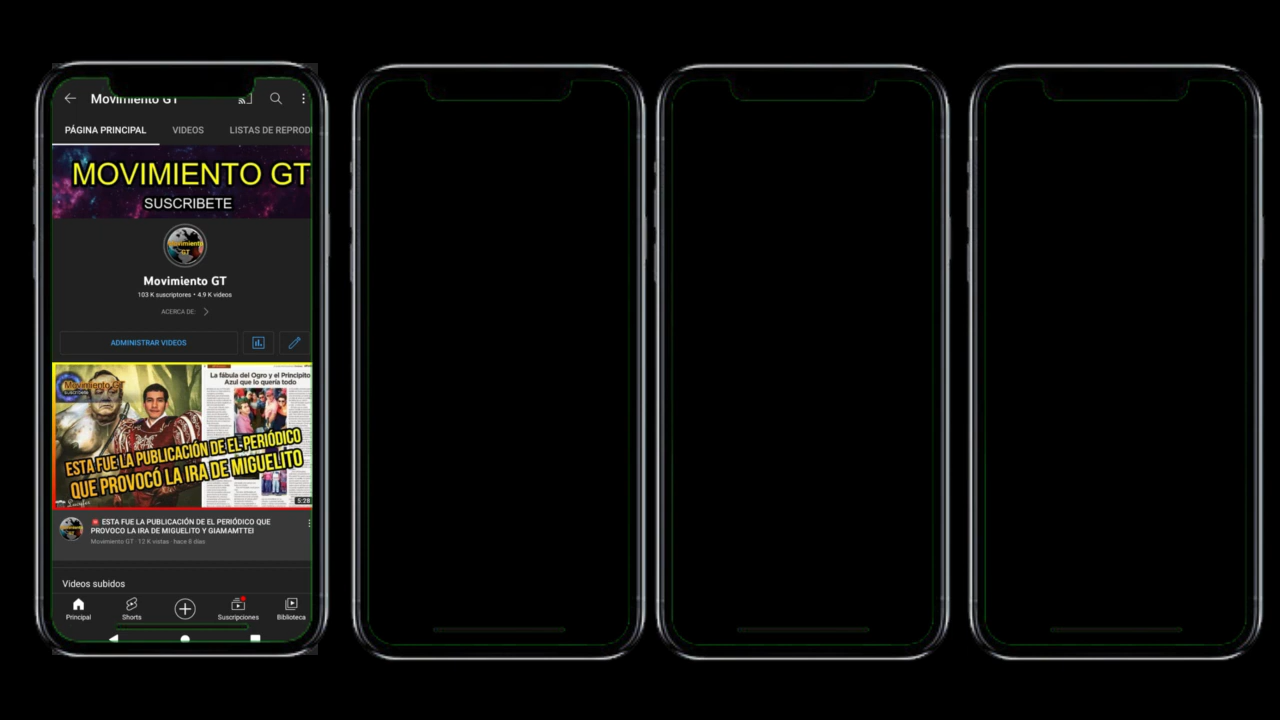 Movimiento GT
PÁGINA PRINCIPAL
VIDEOS
LISTAS DE REPROD
MOVIMIENTO GT
SUSCRIBETE
Movimiento
GT
Movimiento GT
103 K suscriptores • 4.9 K videos
ACERCA DE:
ADMINISTRAR VIDEOS
Movimiento GT
La fábula del Ogro y el Principito
Azul que lo quería todo
ESTA FUE LA PUBLICACIÓN DE EL PERIÓDICO
QUE PROVOCÓ LA IRA DE MIGUELITO
5:28
ESTA FUE LA PUBLICACIÓN DE EL PERIÓDICO QUE
PROVOCO LA IRA DE MIGUELITO Y GIAMAMTTEI
Movimiento GT · 12 K vistas · hace 8 días
Videos subidos
Principal
Shorts
Suscripciones
Biblioteca